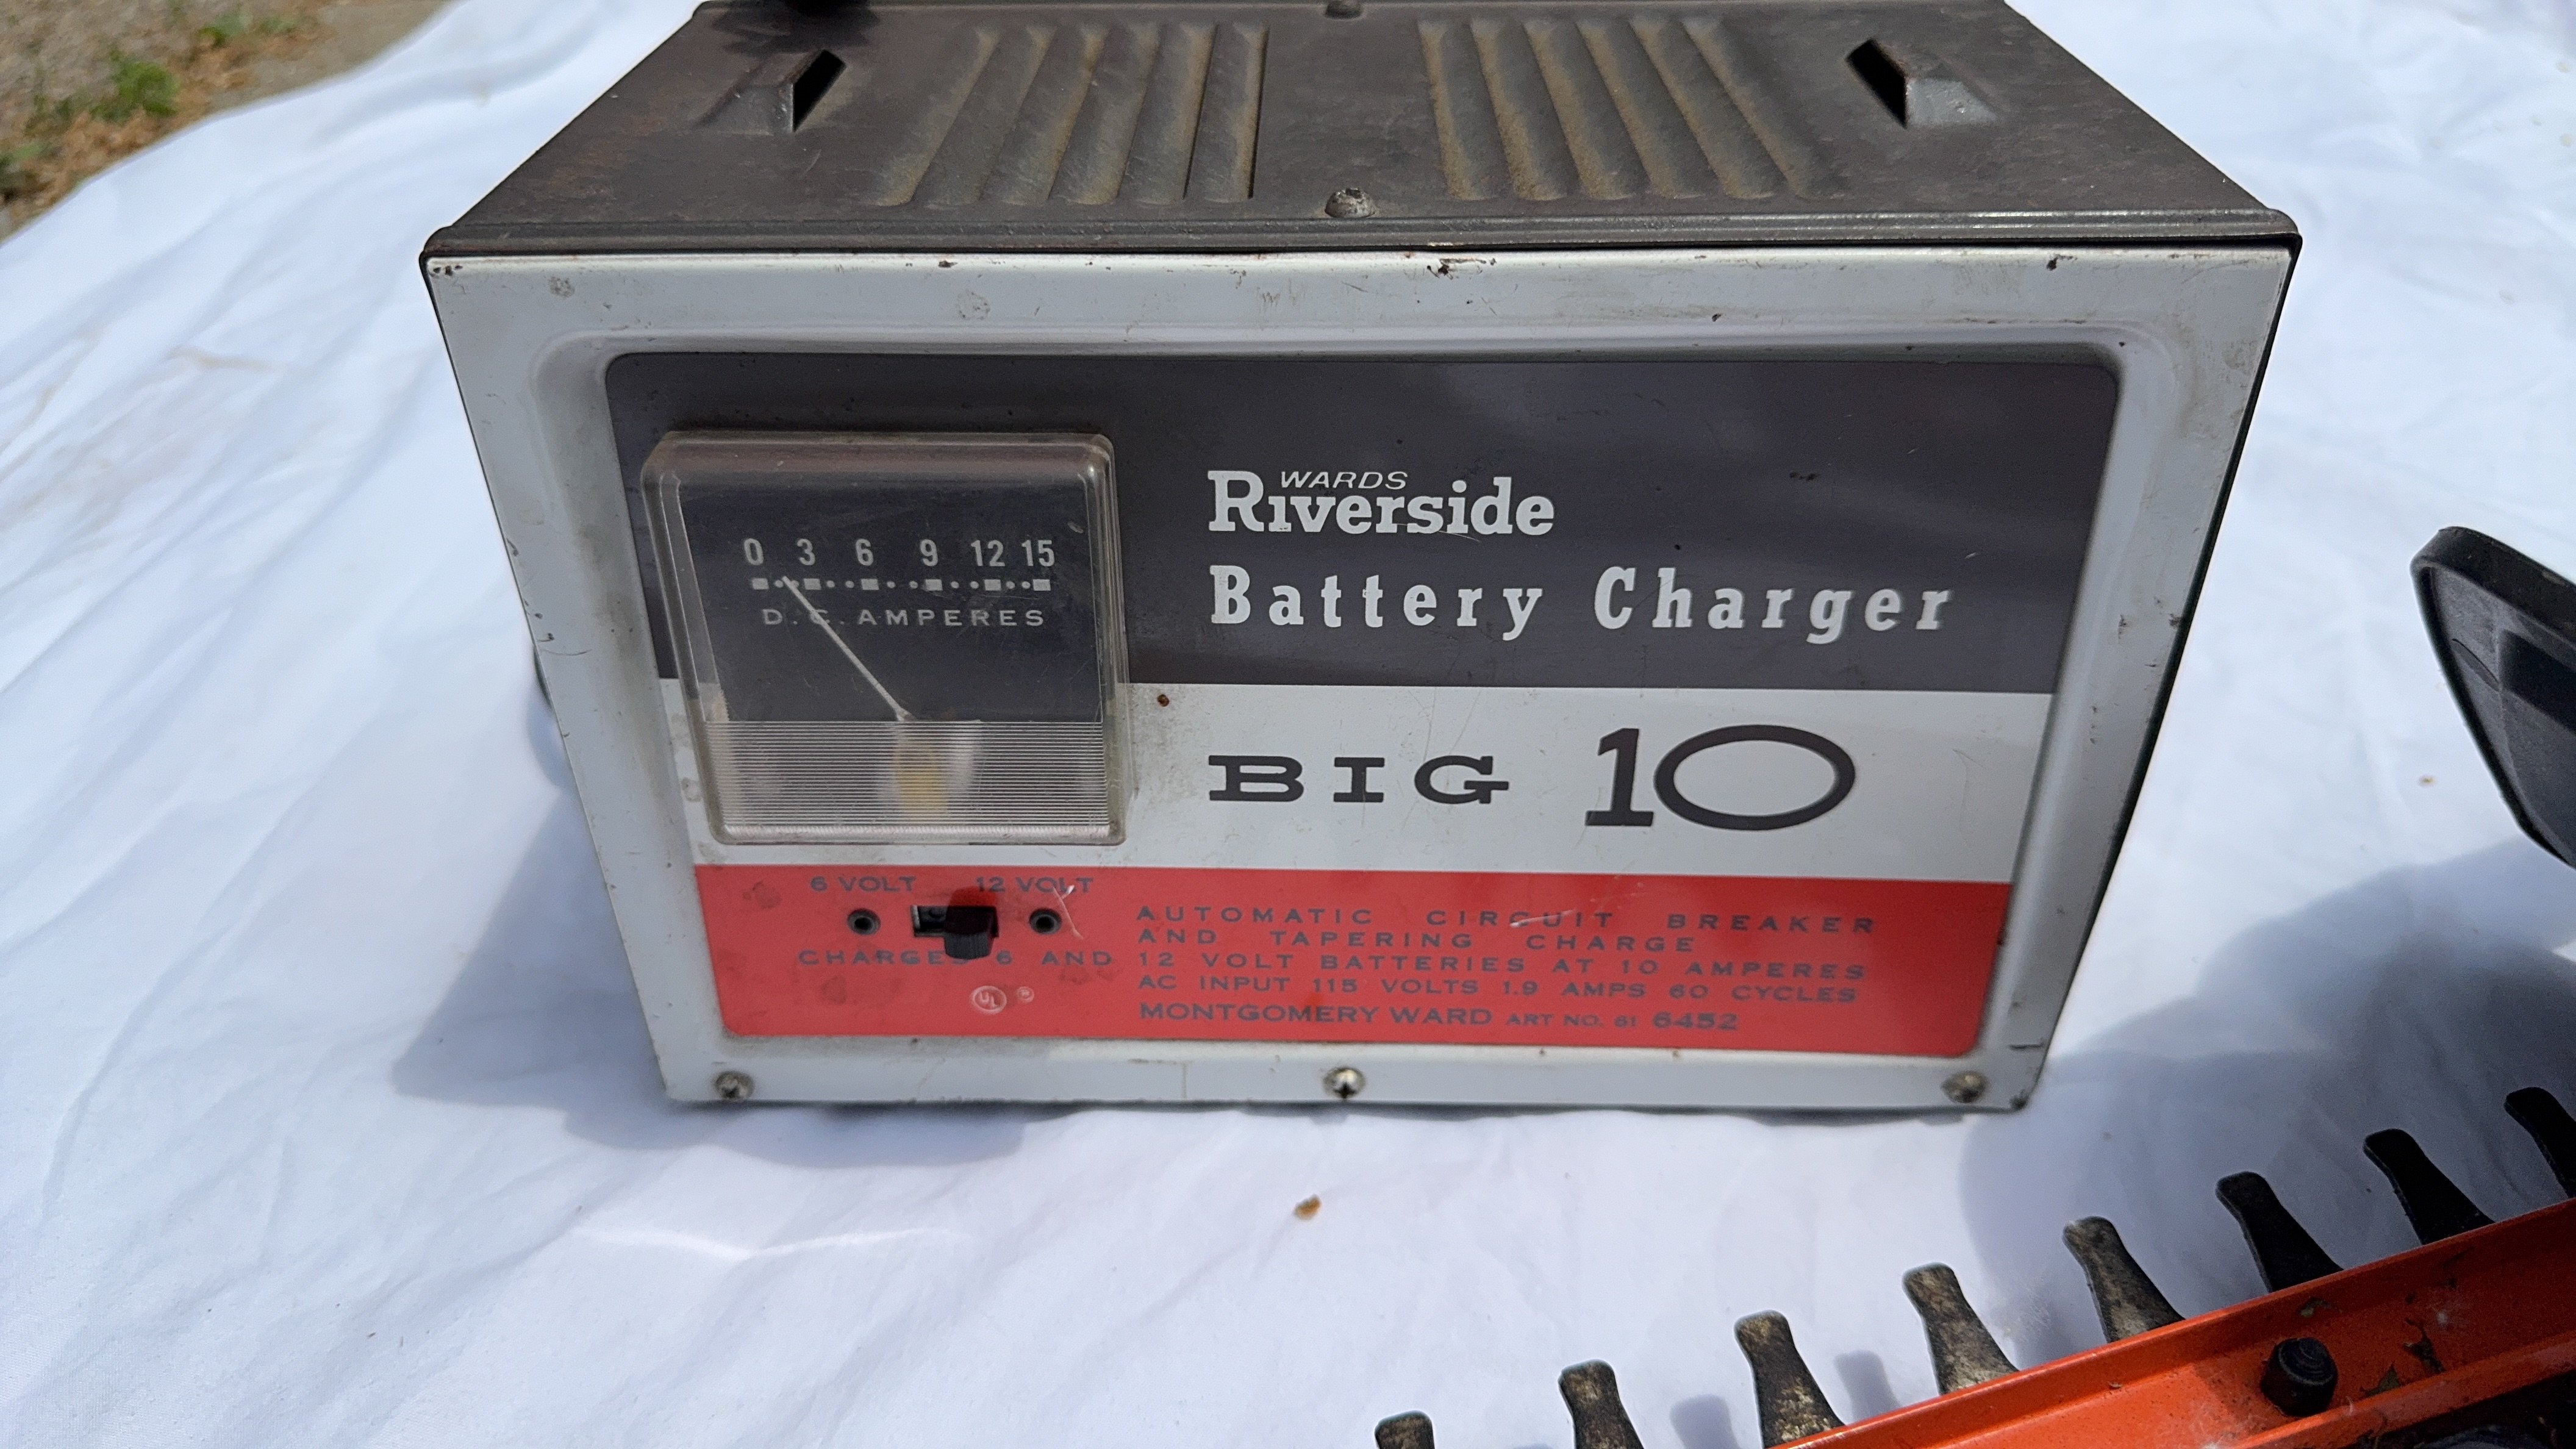 0 3 6 9 12 15
D.C. AMPERES
WARDS
Riverside
Battery Charger
BIG 10
6 VOLT 12 VOLT
AUTOMATIC CIRCUIT BREAKER
AND TAPERING CHARGE
CHARGES 6 AND 12 VOLT BATTERIES AT 10 AMPERES
AC INPUT 115 VOLTS 1.9 AMPS 60 CYCLES
UL ®
MONTGOMERY WARD ART NO. 61 6452